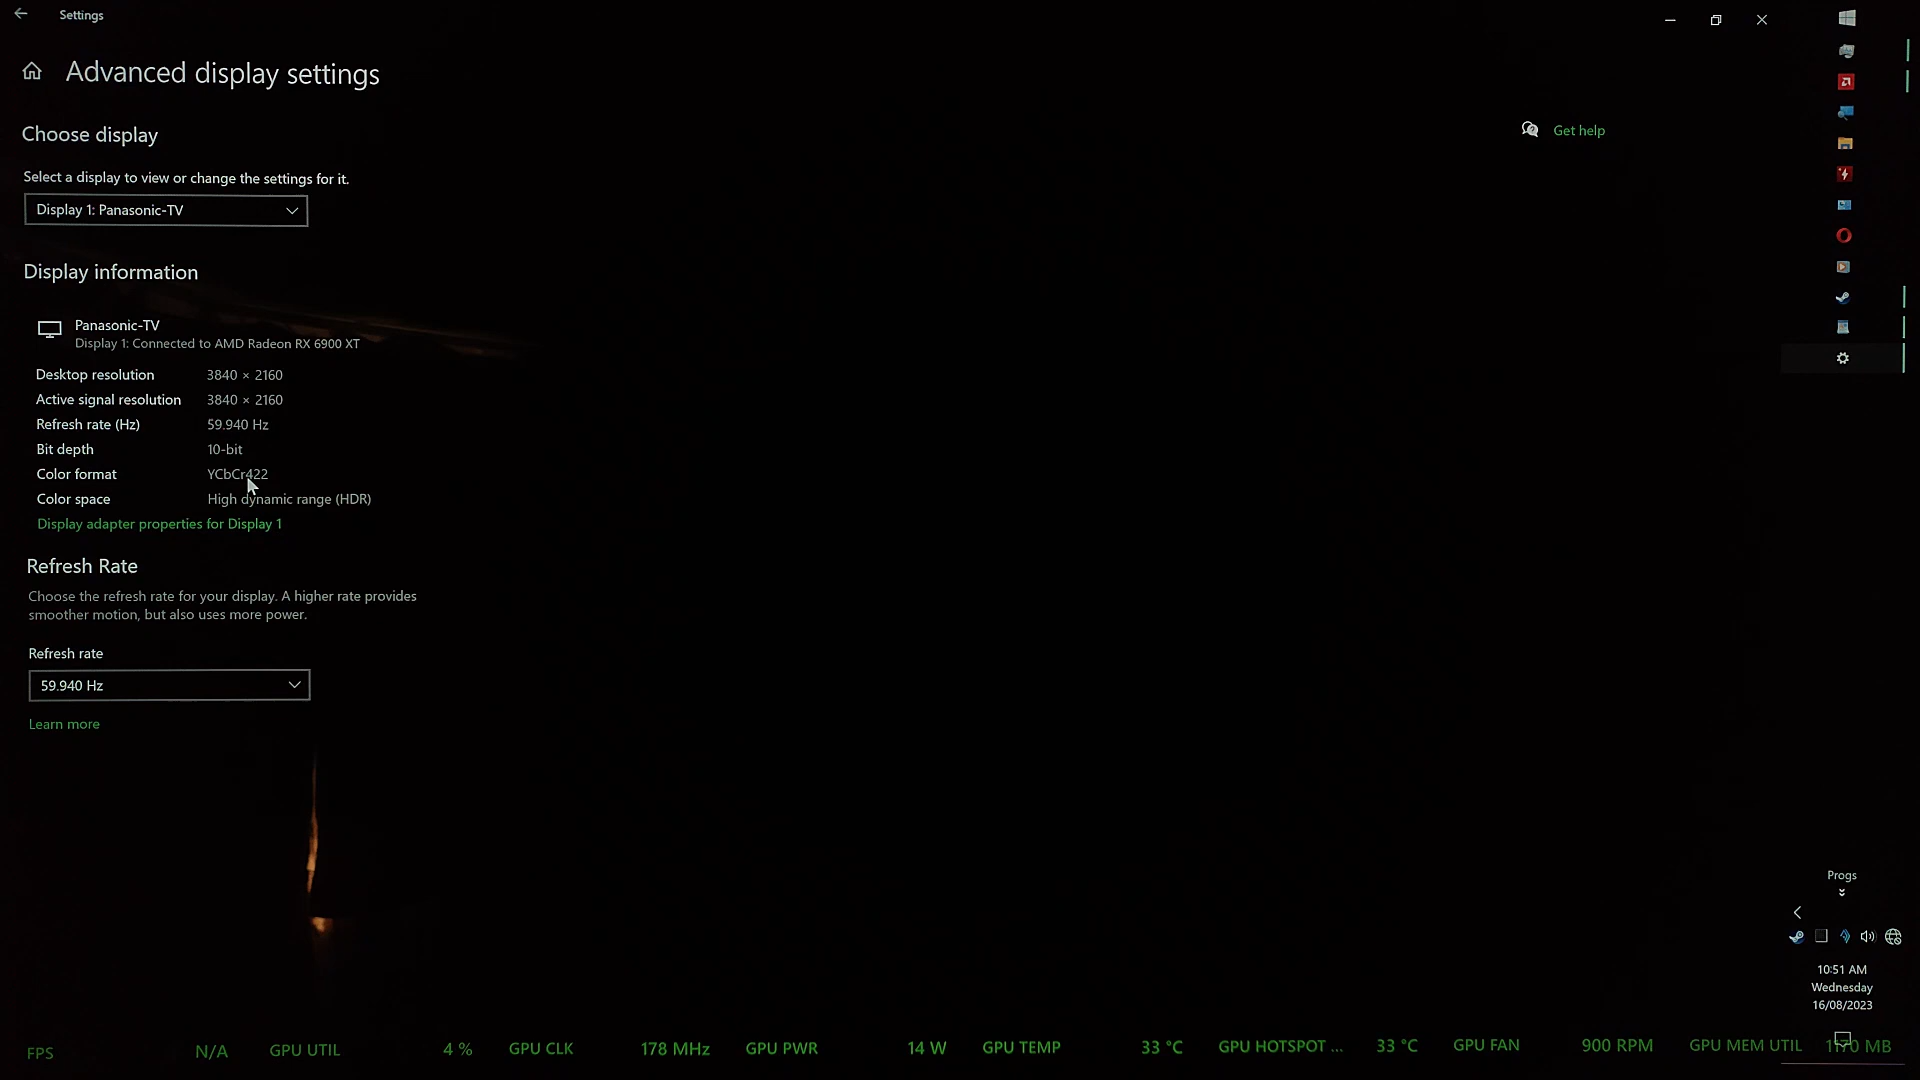 Settings
Advanced display settings
Choose display
Select a display to view or change the settings for it.
Display 1: Panasonic-TV
Get help
Display information
Panasonic-TV
Display 1: Connected to AMD Radeon RX 6900 XT
Desktop resolution 3840 × 2160
Active signal resolution 3840 × 2160
Refresh rate (Hz) 59.940 Hz
Bit depth 10-bit
Color format YCbCr422
Color space High dynamic range (HDR)
Display adapter properties for Display 1
Refresh Rate
Choose the refresh rate for your display. A higher rate provides
smoother motion, but also uses more power.
Refresh rate
59.940 Hz
Learn more
Progs
10:51 AM
Wednesday
16/08/2023
FPS N/A GPU UTIL 4 % GPU CLK 178 MHz GPU PWR 14 W GPU TEMP 33 °C GPU HOTSPOT ... 33 °C GPU FAN 900 RPM GPU MEM UTIL 1170 MB